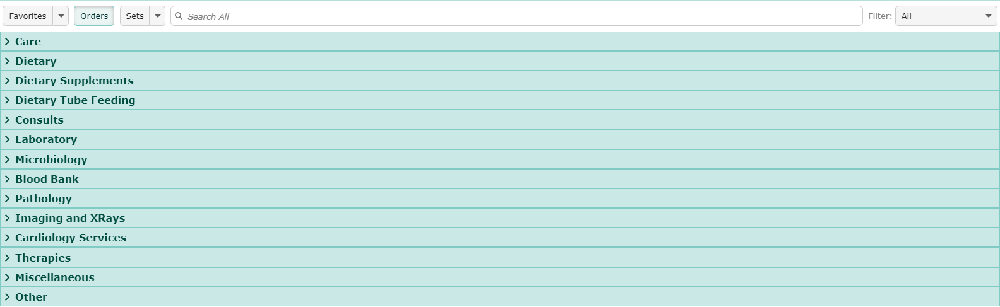 Favorites Orders Sets Search All Filter: All
Care
Dietary
Dietary Supplements
Dietary Tube Feeding
Consults
Laboratory
Microbiology
Blood Bank
Pathology
Imaging and XRays
Cardiology Services
Therapies
Miscellaneous
Other